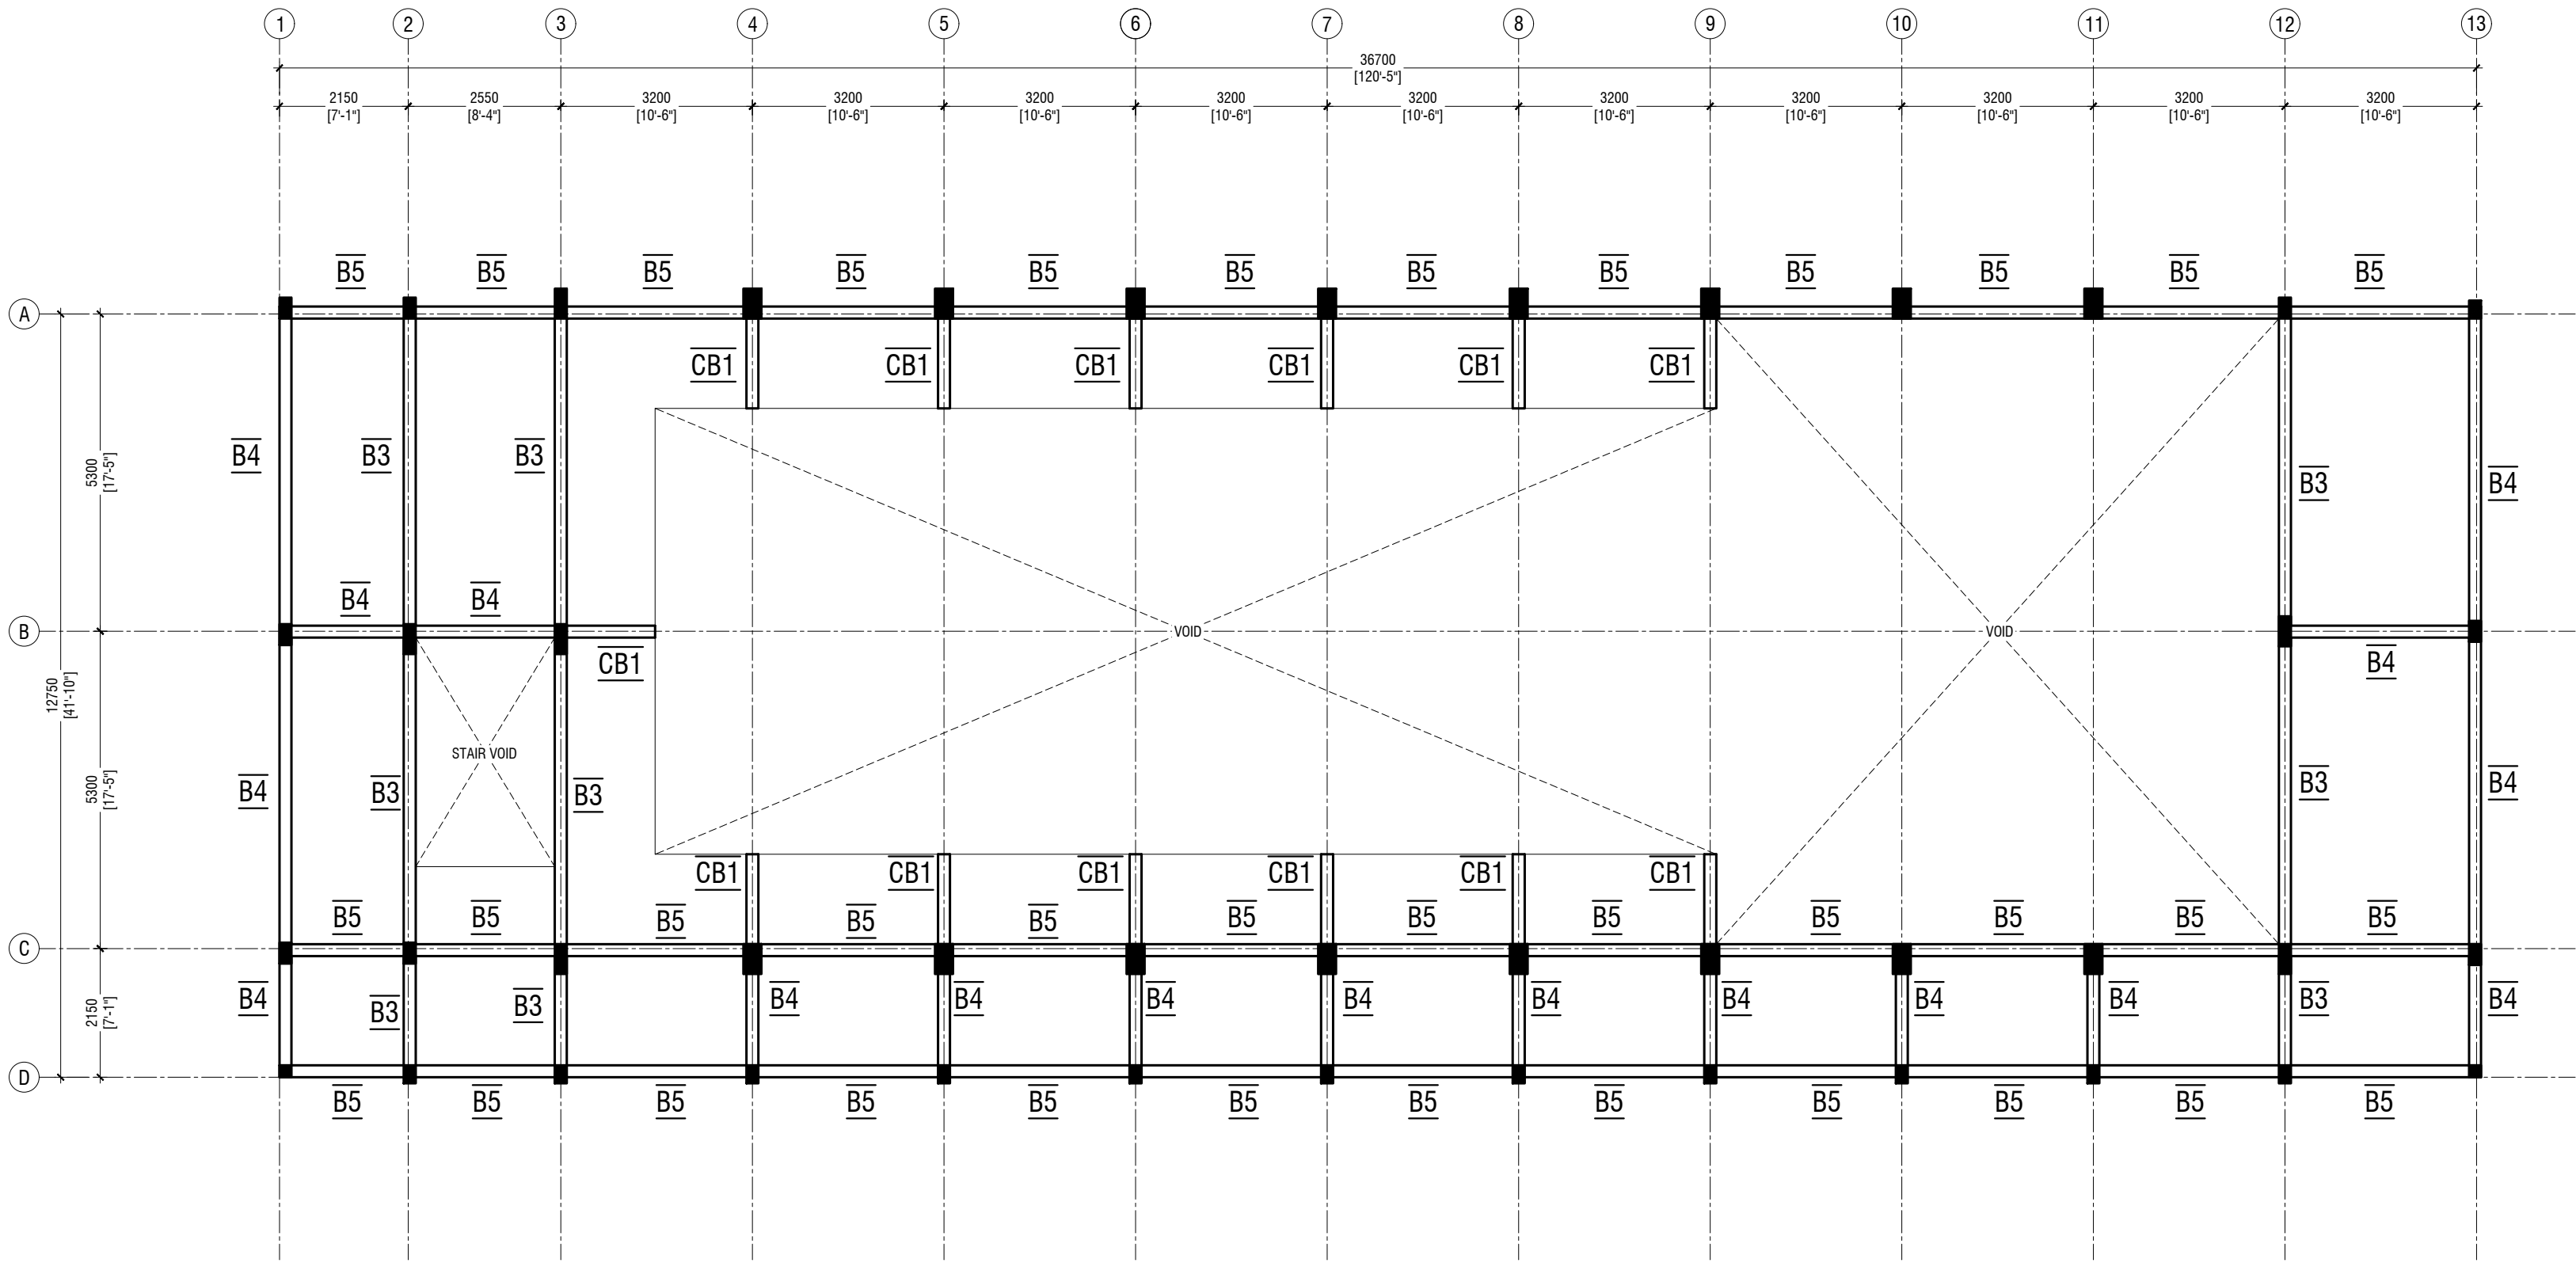 1 2 3 4 5 6 7 8 9 10 11 12 13
36700
[120'-5"]
2150 2550 3200 3200 3200 3200 3200 3200 3200 3200 3200 3200
[7'-1"] [8'-4"] [10'-6"] [10'-6"] [10'-6"] [10'-6"] [10'-6"] [10'-6"] [10'-6"] [10'-6"] [10'-6"] [10'-6"]
B5 B5 B5 B5 B5 B5 B5 B5 B5 B5 B5 B5
A
CB1 CB1 CB1 CB1 CB1 CB1
5300
[17'-5"]
B4 B3 B3 B3 B4
B4 B4
B
VOID VOID
CB1 B4
12750
[41'-10"]
STAIR VOID
5300
[17'-5"]
B4 B3 B3 B3 B4
CB1 CB1 CB1 CB1 CB1 CB1
B5 B5 B5 B5 B5 B5 B5 B5 B5 B5 B5 B5
C
2150
[7'-1"]
B4 B3 B3 B4 B4 B4 B4 B4 B4 B4 B4 B3 B4
D
B5 B5 B5 B5 B5 B5 B5 B5 B5 B5 B5 B5